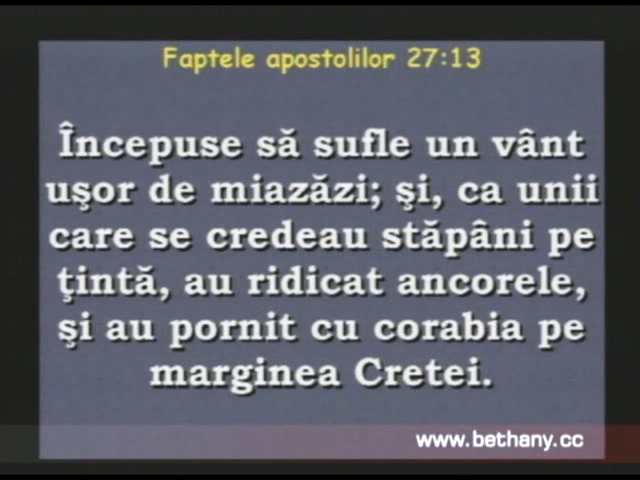 Faptele apostolilor 27:13
Începuse să sufle un vânt
uşor de miazăzi; şi, ca unii
care se credeau stăpâni pe
ţintă, au ridicat ancorele,
şi au pornit cu corabia pe
marginea Cretei.
www.bethany.cc